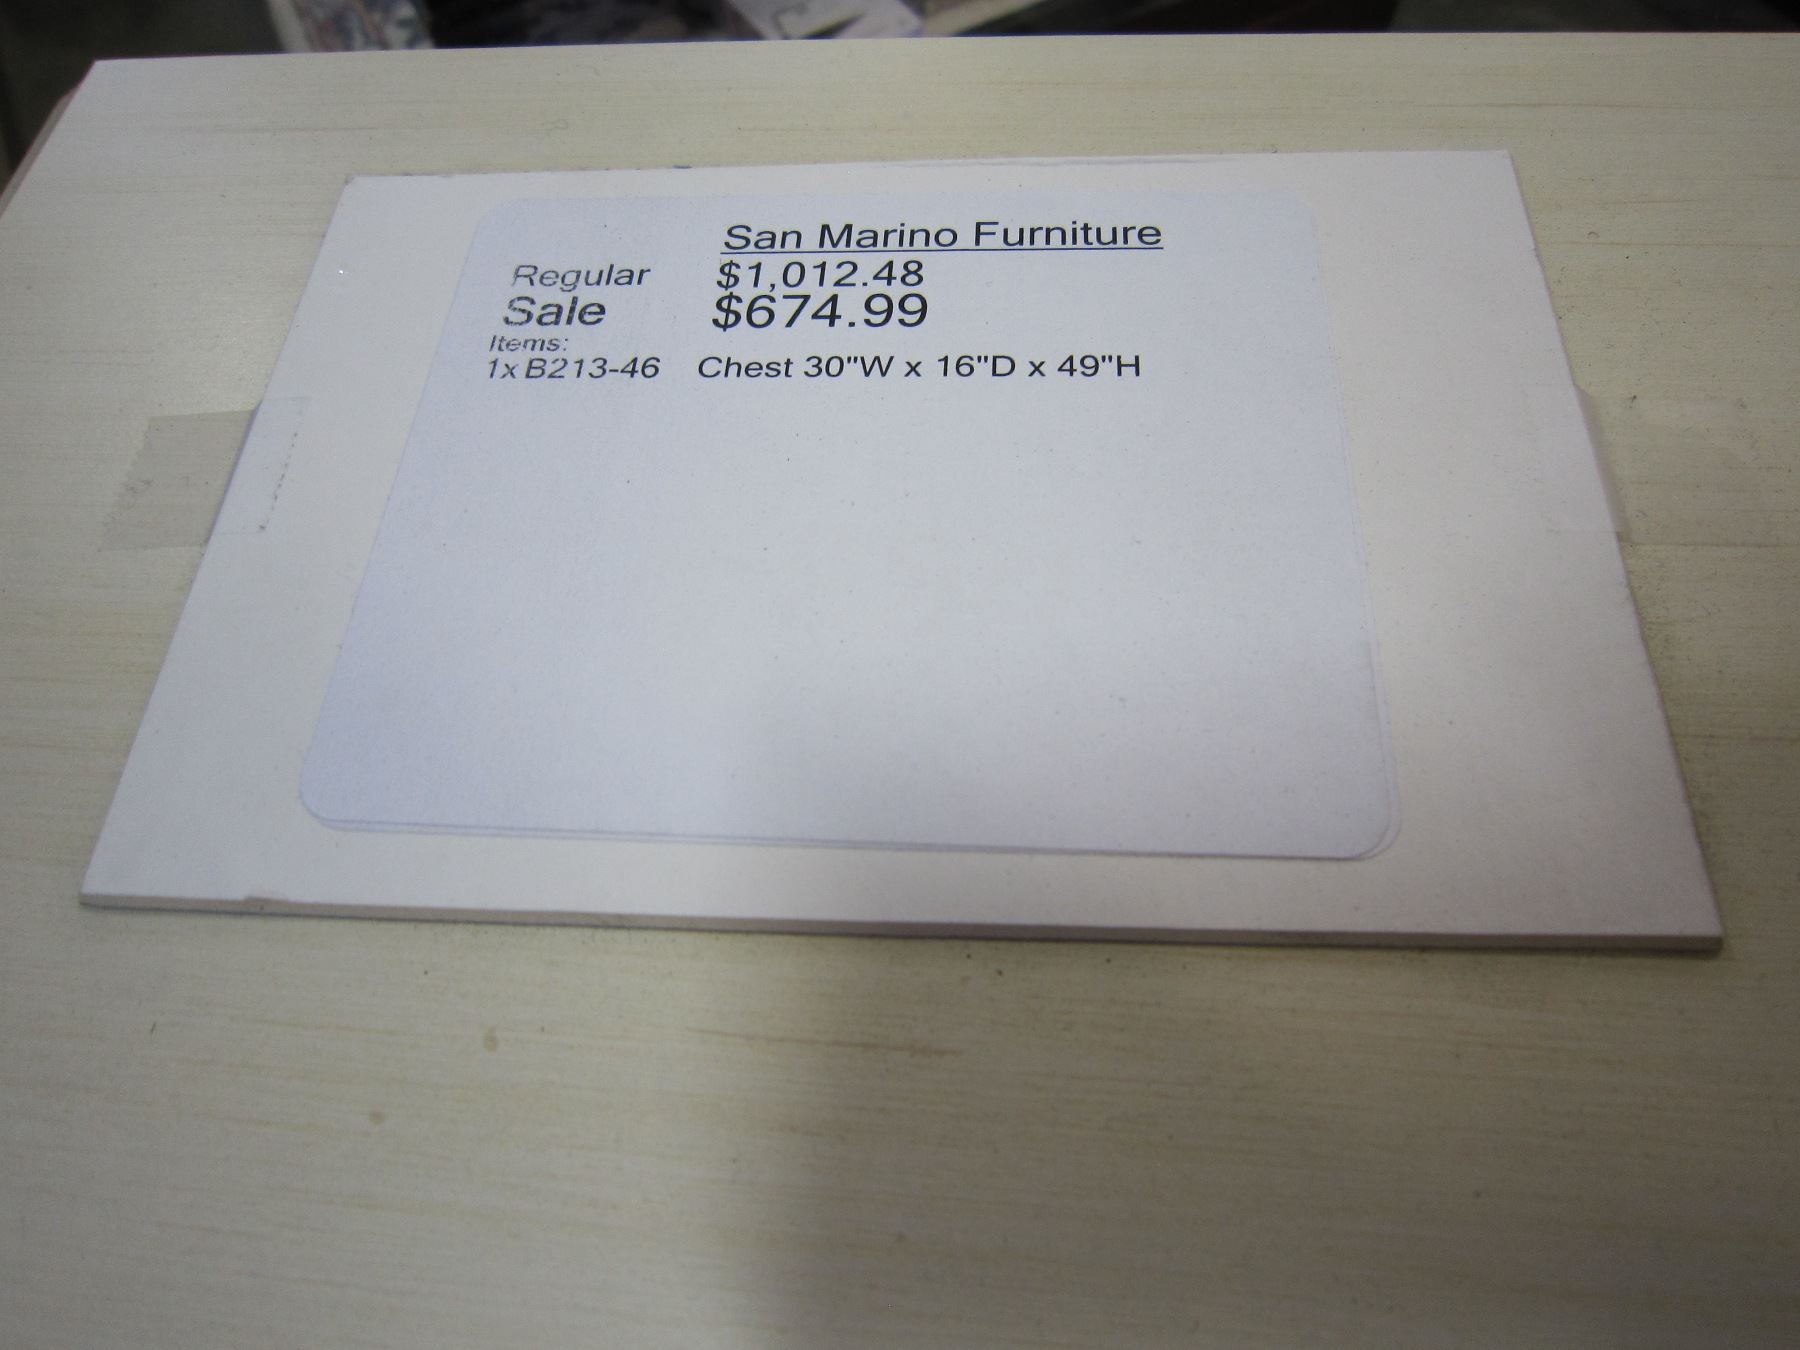 San Marino Furniture
Regular $1,012.48
Sale $674.99
Items:
1x B213-46 Chest 30"W x 16"D x 49"H